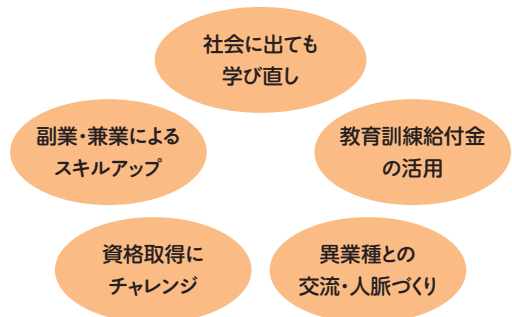 社会に出ても
学び直し
副業・兼業による
スキルアップ
教育訓練給付金
の活用
資格取得に
チャレンジ
異業種との
交流・人脈づくり